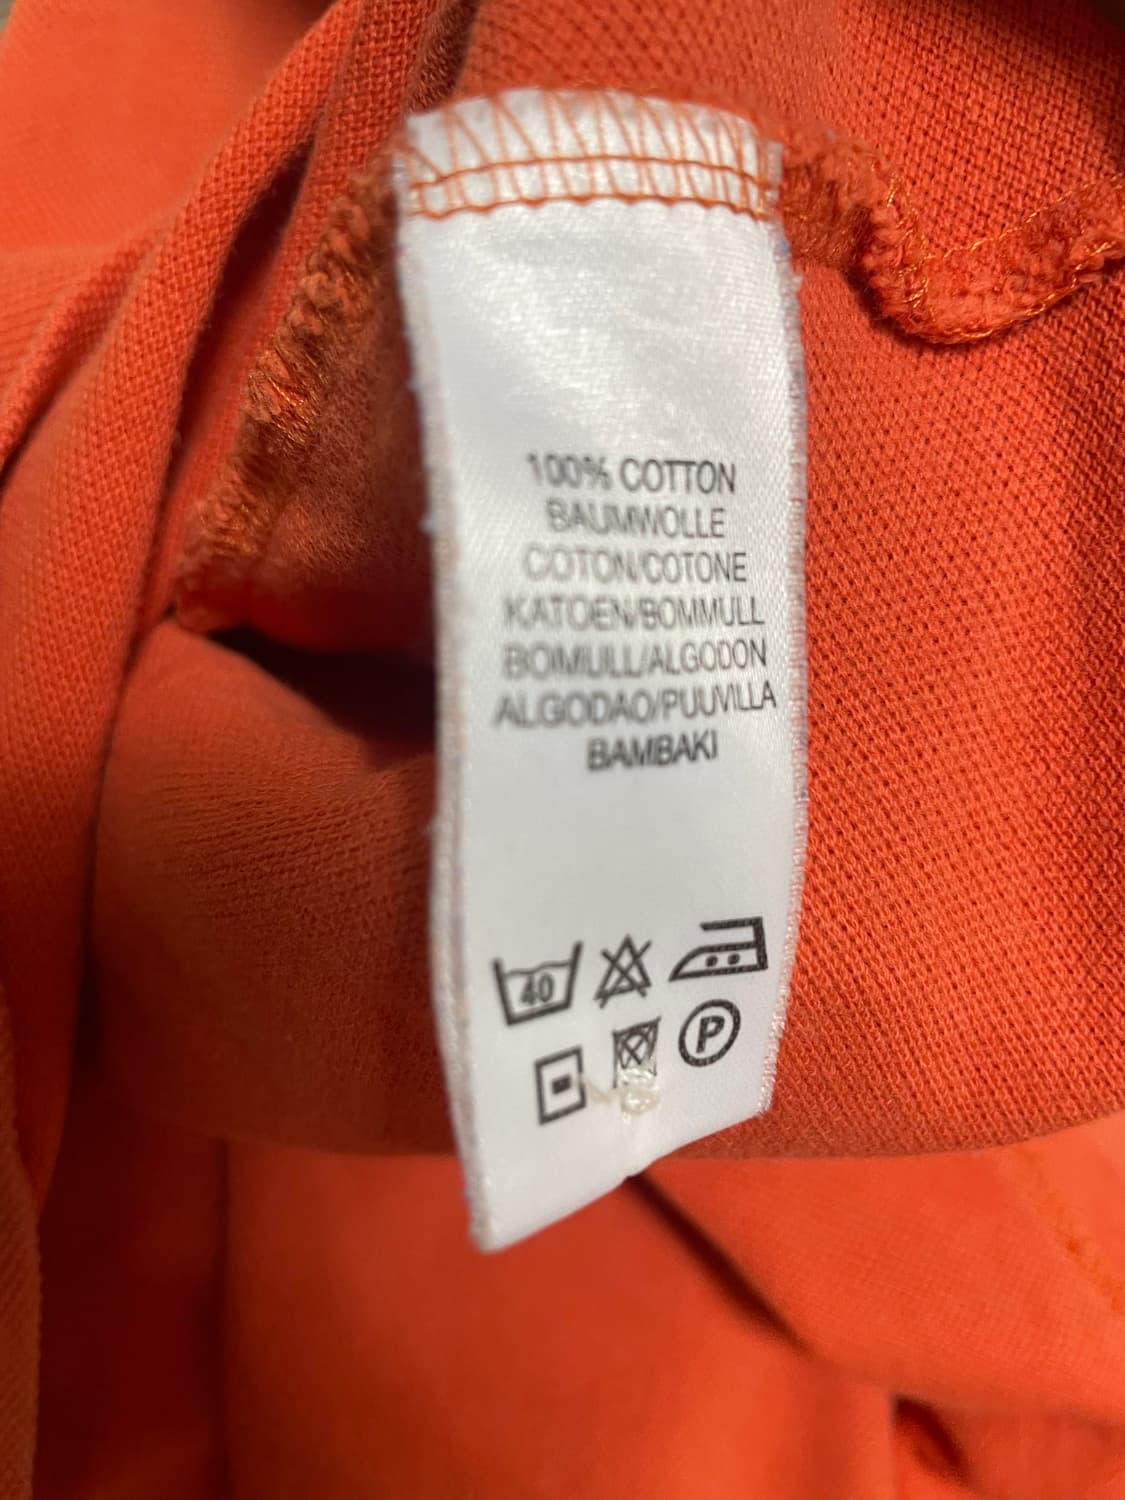 100% COTTON
BAUMWOLLE
COTON/COTONE
KATOEN/BOMMULL
BOMULL/ALGODON
ALGODAO/PUUVILLA
BAMBAKI
40
P